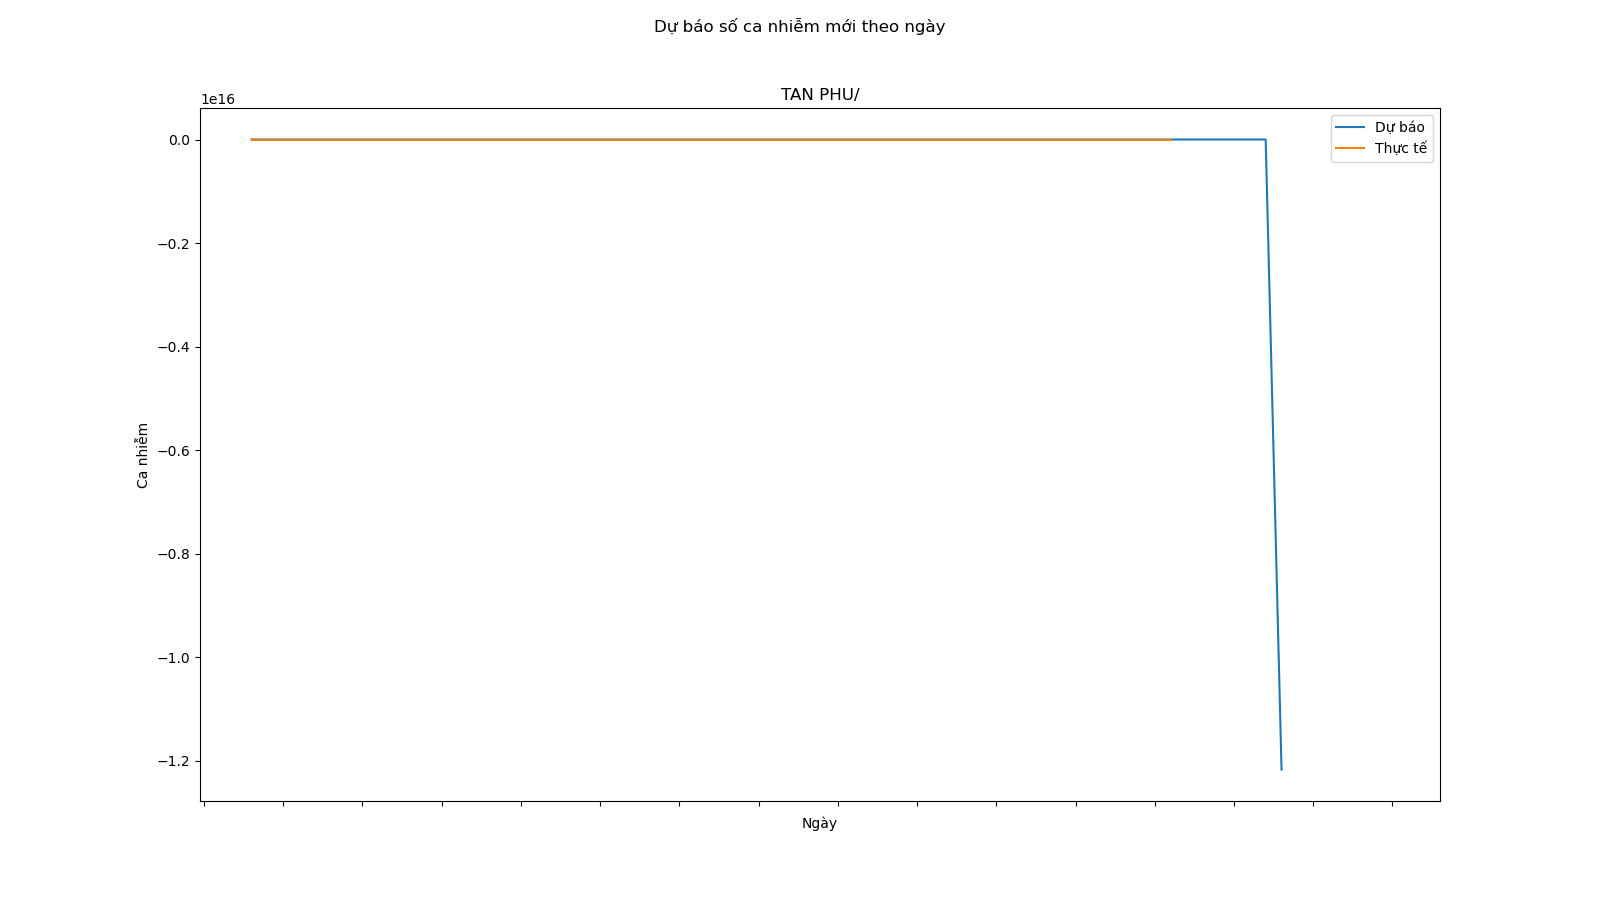 Dự báo số ca nhiễm mới theo ngày
TAN PHU/
1e16
Dự báo
Thực tế
0.0
−0.2
−0.4
−0.6
−0.8
−1.0
−1.2
Ca nhiễm
Ngày